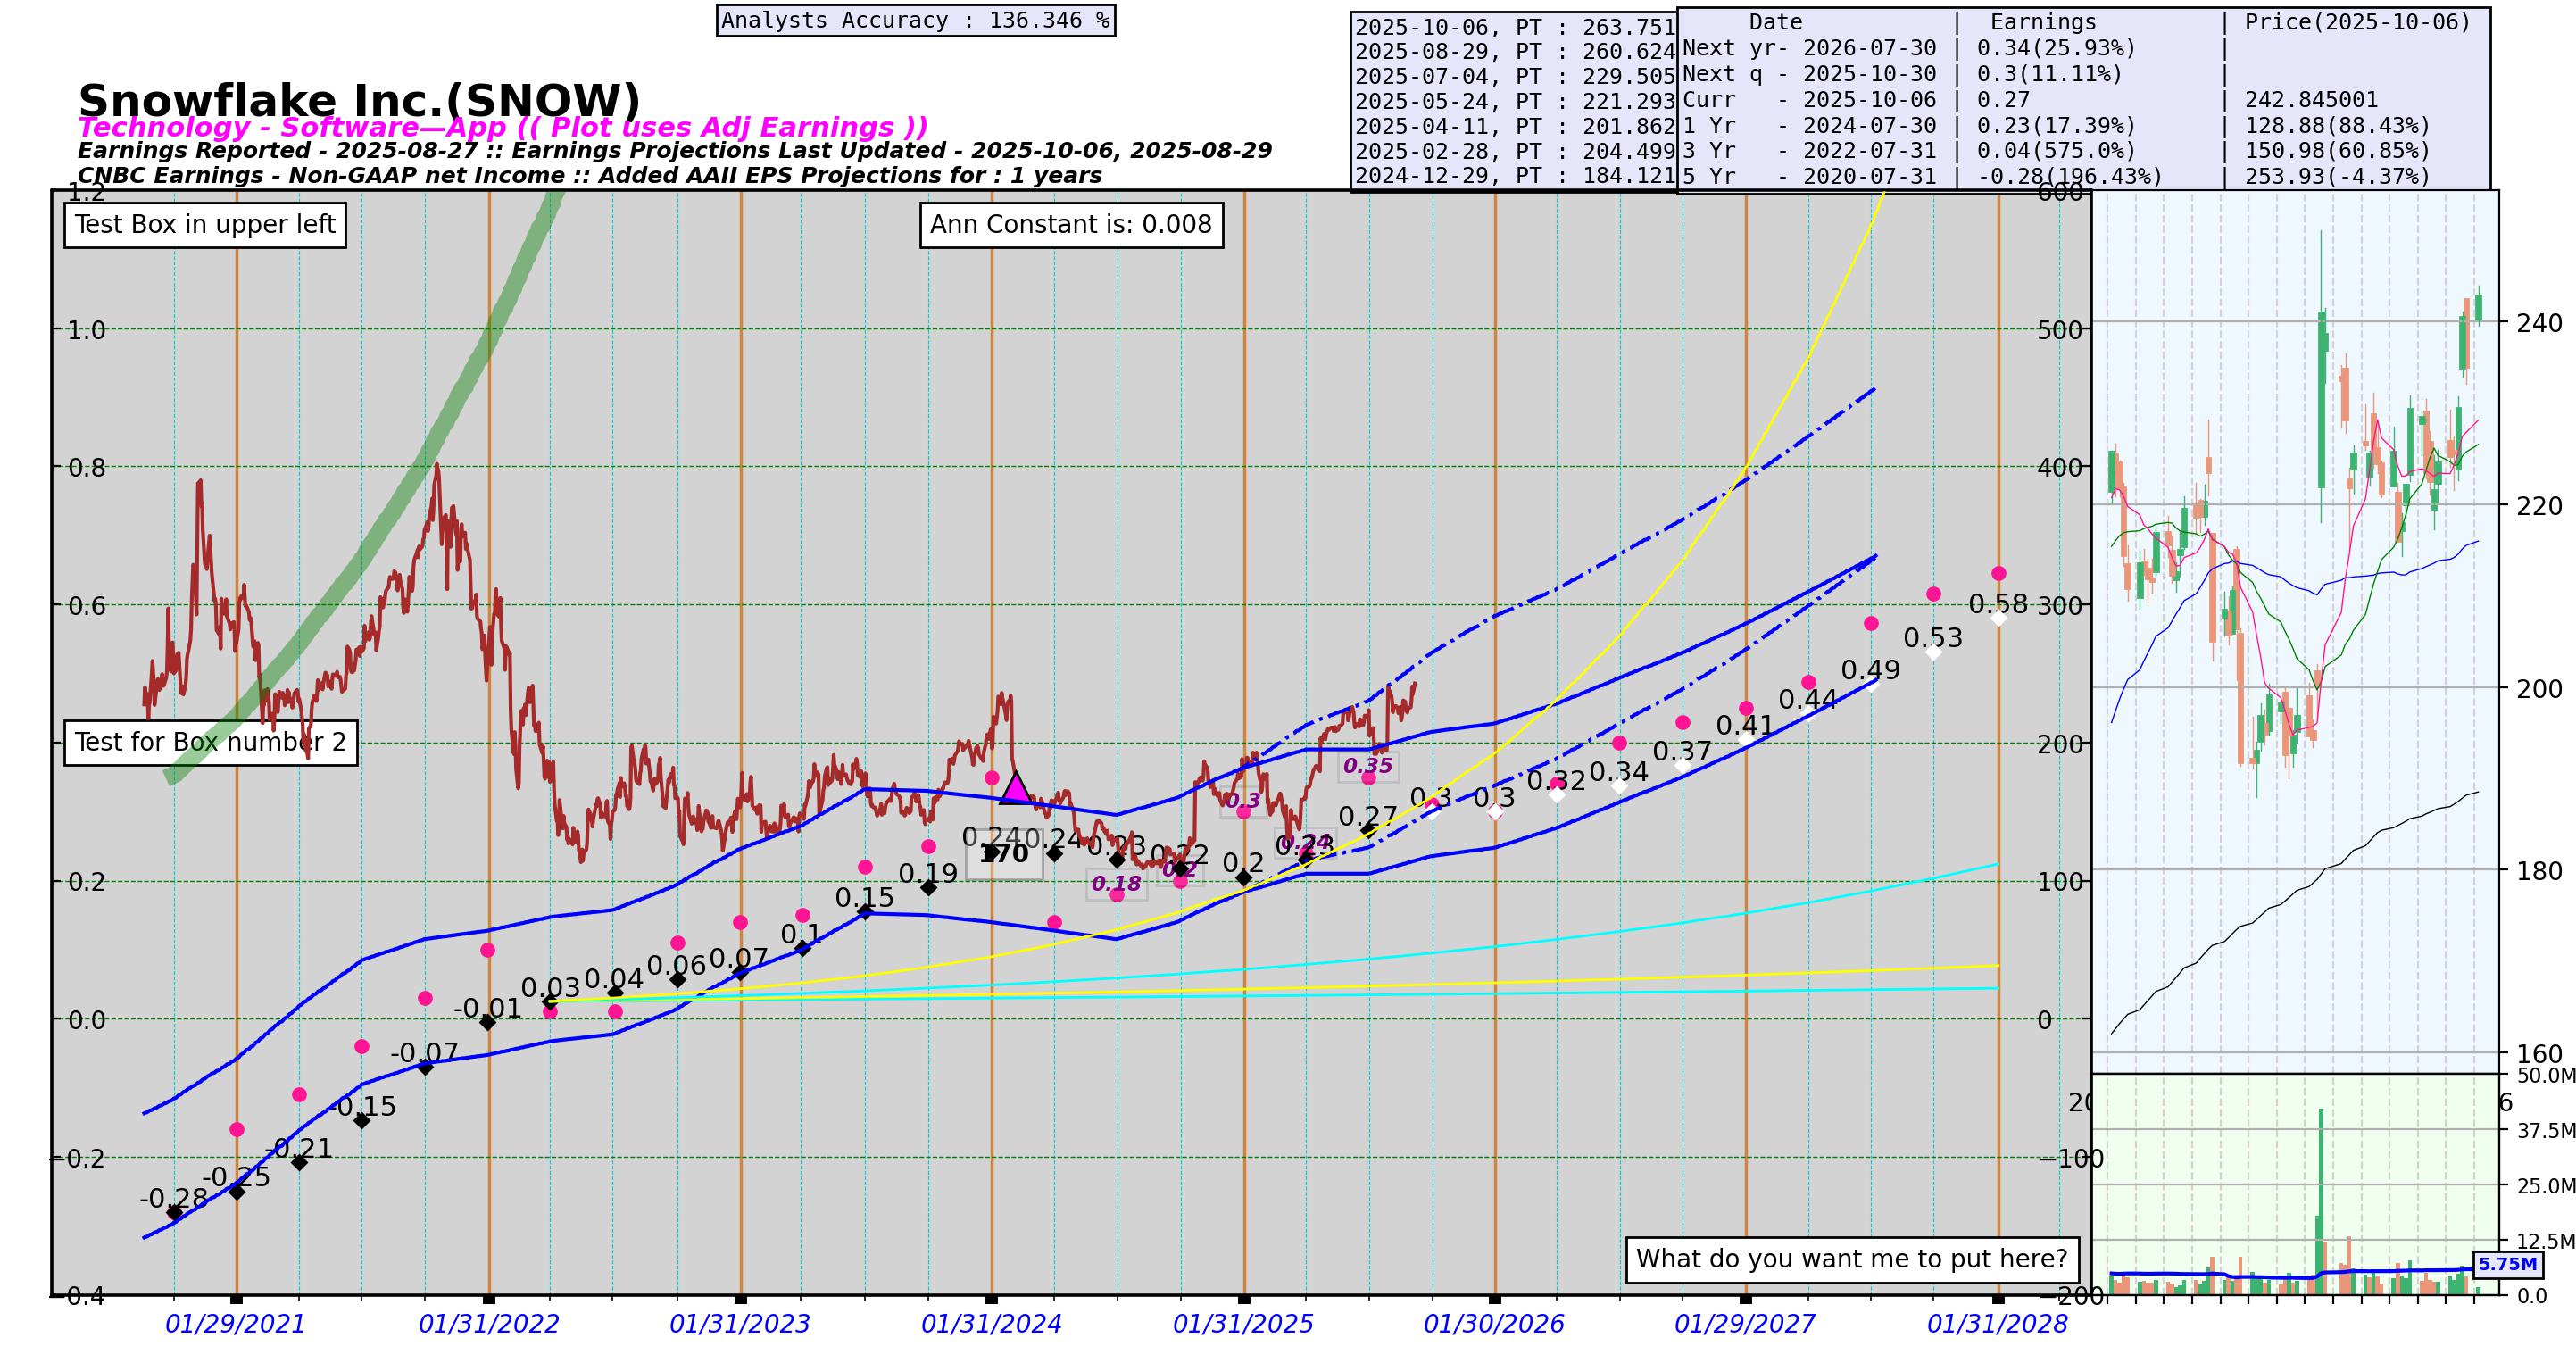 Analysts Accuracy : 136.346 %
2025-10-06, PT : 263.751
2025-08-29, PT : 260.624
2025-07-04, PT : 229.505
2025-05-24, PT : 221.293
2025-04-11, PT : 201.862
2025-02-28, PT : 204.499
2024-12-29, PT : 184.121
Date | Earnings | Price(2025-10-06)
Next yr- 2026-07-30 | 0.34(25.93%) |
Next q - 2025-10-30 | 0.3(11.11%) |
Curr - 2025-10-06 | 0.27 | 242.845001
1 Yr - 2024-07-30 | 0.23(17.39%) | 128.88(88.43%)
3 Yr - 2022-07-31 | 0.04(575.0%) | 150.98(60.85%)
5 Yr - 2020-07-31 | -0.28(196.43%) | 253.93(-4.37%)
Snowflake Inc.(SNOW)
Technology - Software—App (( Plot uses Adj Earnings ))
Earnings Reported - 2025-08-27 :: Earnings Projections Last Updated - 2025-10-06, 2025-08-29
CNBC Earnings - Non-GAAP net Income :: Added AAII EPS Projections for : 1 years
Test Box in upper left
Ann Constant is: 0.008
Test for Box number 2
What do you want me to put here?
1.2
1.0
0.8
0.6
0.2
0.0
−0.2
−0.4
600
500
400
300
200
100
0
−100
−200
-0.28
-0.25
-0.21
-0.15
-0.07
-0.01
0.03
0.04
0.06
0.07
0.1
0.15
0.19
0.24
0.24
0.23
0.22
0.2
0.23
0.27
0.3
0.3
0.32
0.34
0.37
0.41
0.44
0.49
0.53
0.58
0.18
0.2
0.3
0.24
0.35
240
220
200
180
160
50.0M
37.5M
25.0M
12.5M
0.0
5.75M
20
6
01/29/2021
01/31/2022
01/31/2023
01/31/2024
01/31/2025
01/30/2026
01/29/2027
01/31/2028